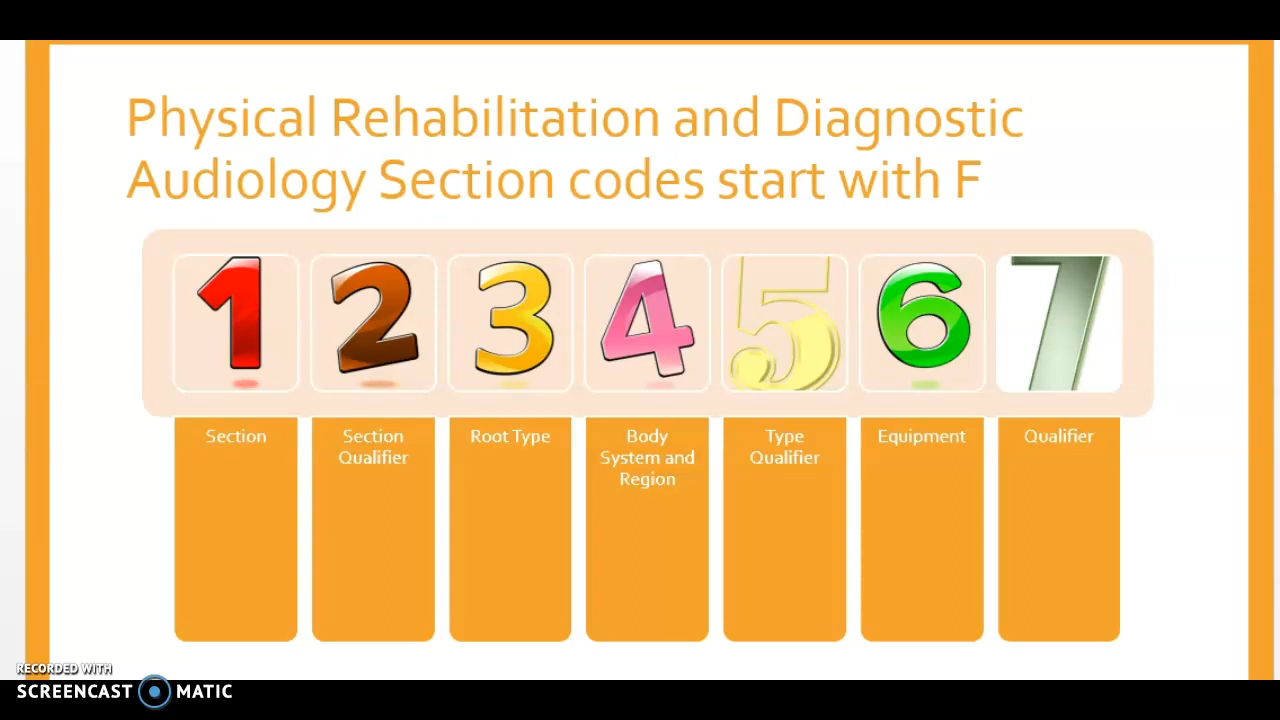 Physical Rehabilitation and Diagnostic
Audiology Section codes start with F
1 2 3 4 5 6 7
Section
Section
Qualifier
Root Type
Body
System and
Region
Type
Qualifier
Equipment
Qualifier
RECORDED WITH
SCREENCAST MATIC